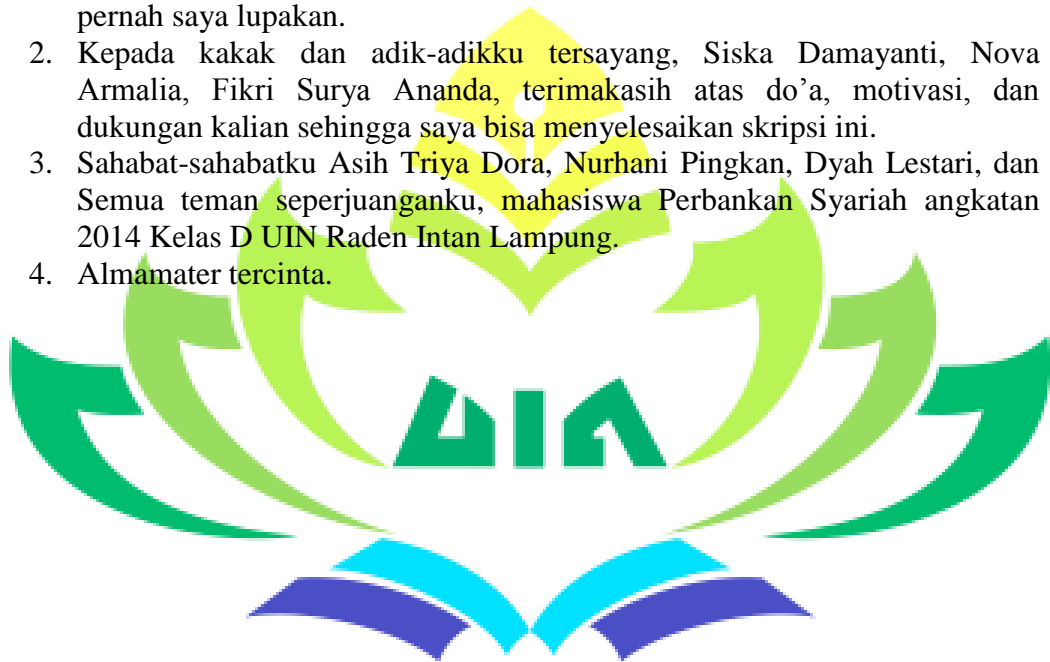 pernah saya lupakan.
2. Kepada kakak dan adik-adikku tersayang, Siska Damayanti, Nova
Armalia, Fikri Surya Ananda, terimakasih atas do’a, motivasi, dan
dukungan kalian sehingga saya bisa menyelesaikan skripsi ini.
3. Sahabat-sahabatku Asih Triya Dora, Nurhani Pingkan, Dyah Lestari, dan
Semua teman seperjuanganku, mahasiswa Perbankan Syariah angkatan
2014 Kelas D UIN Raden Intan Lampung.
4. Almamater tercinta.
UIN